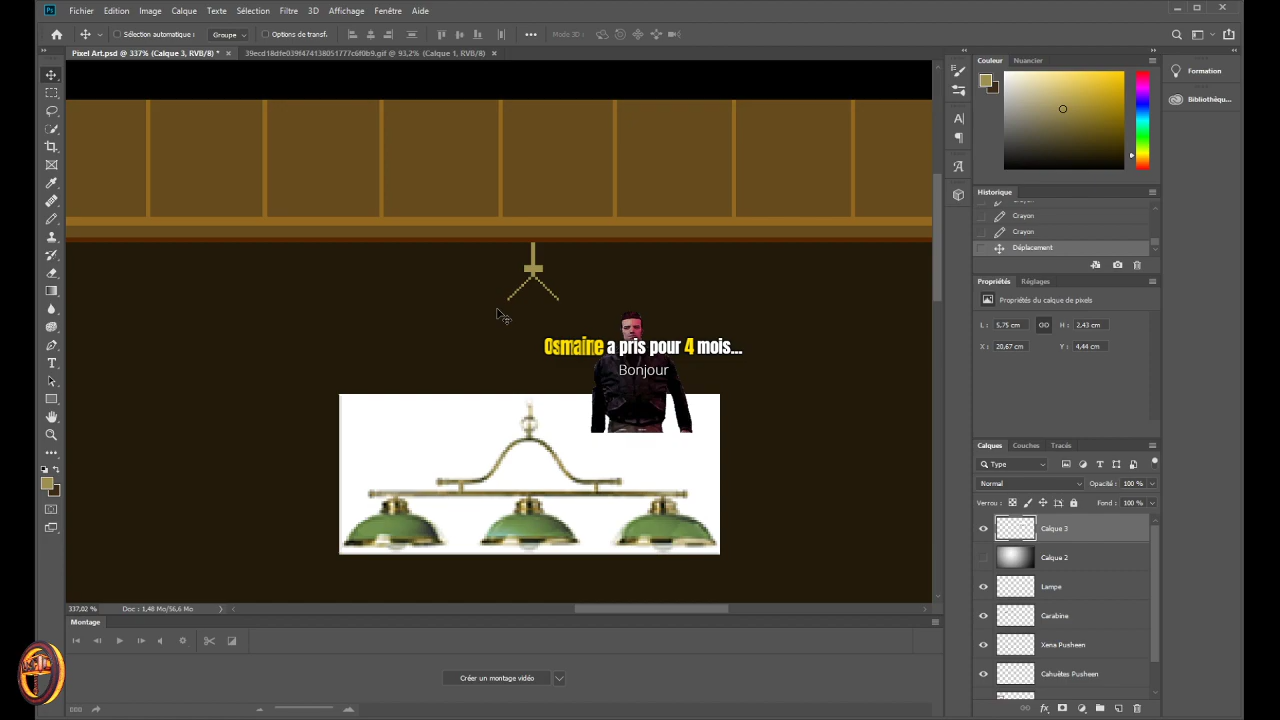 Ps Fichier Edition Image Calque Texte Sélection Filtre 3D Affichage Fenêtre Aide
Sélection automatique : Groupe Options de transf. Mode 3D :
Pixel Art.psd @ 337% (Calque 3, RVB/8) * × 39ecd18dfe039f474138051777c6f0b9.gif @ 93,2% (Calque 1, RVB/8) ×
Couleur Nuancier
Formation
Bibliothèqu...
Historique
Crayon
Crayon
Déplacement
Propriétés Réglages
Propriétés du calque de pixels
L : 5,75 cm H : 2,43 cm
X : 20,67 cm Y : 4,44 cm
Osmaine a pris pour 4 mois...
Bonjour
Calques Couches Tracés
Type
Normal Opacité : 100 %
Verrou : Fond : 100 %
Calque 3
Calque 2
Lampe
Carabine
Xena Pusheen
Cahuètes Pusheen
337,02 % Doc : 1,48 Mo/56,6 Mo
Montage
Créer un montage vidéo